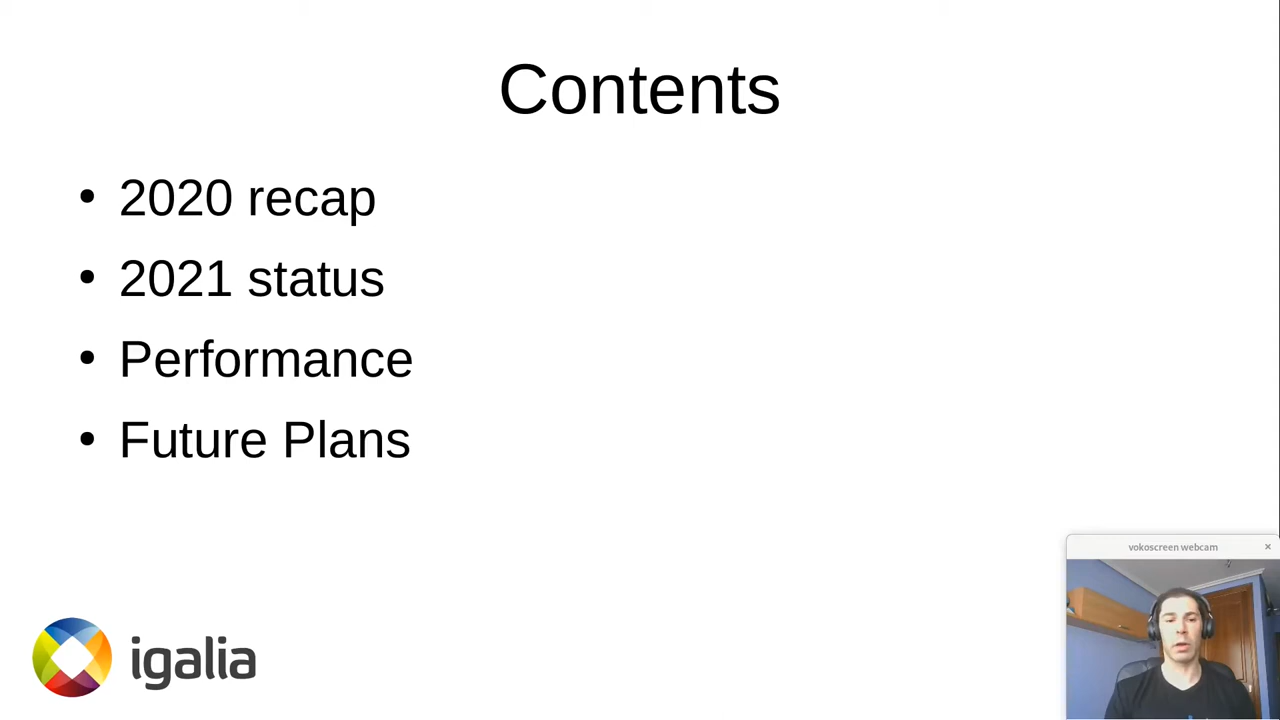 Contents
• 2020 recap
• 2021 status
• Performance
• Future Plans
vokoscreen webcam
igalia